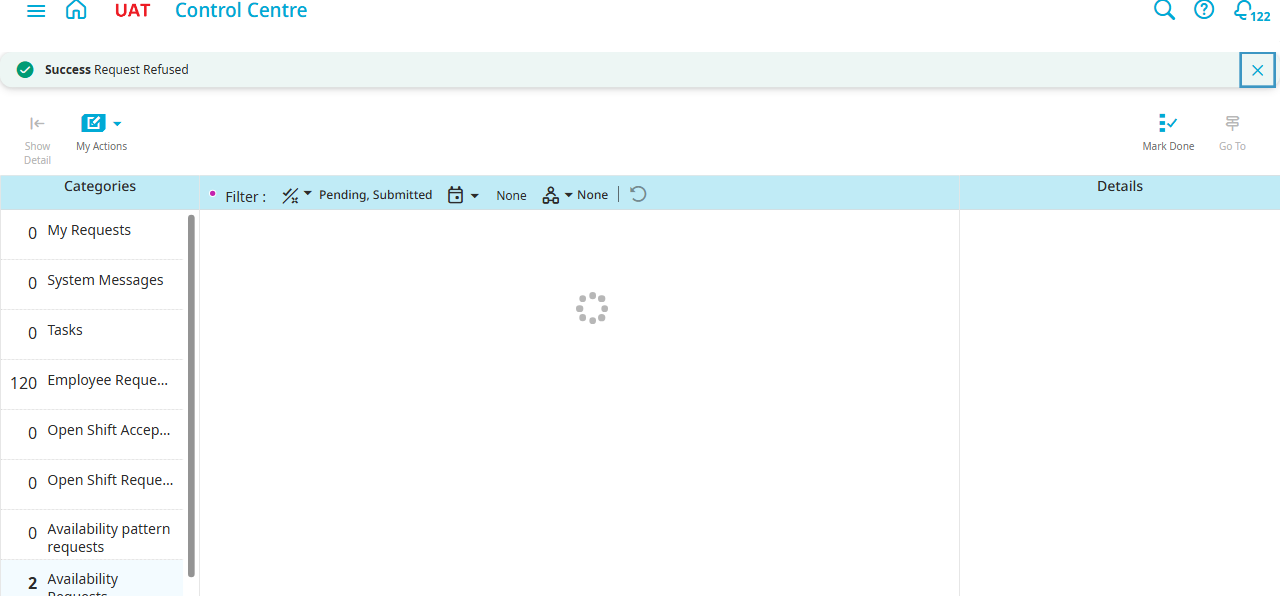 UAT Control Centre 122
Success Request Refused
Show
Detail
My Actions
Mark Done
Go To
Categories
Filter : Pending, Submitted None None
Details
0 My Requests
0 System Messages
0 Tasks
120 Employee Reque...
0 Open Shift Accep...
0 Open Shift Reque...
0 Availability pattern
requests
2 Availability
Requests